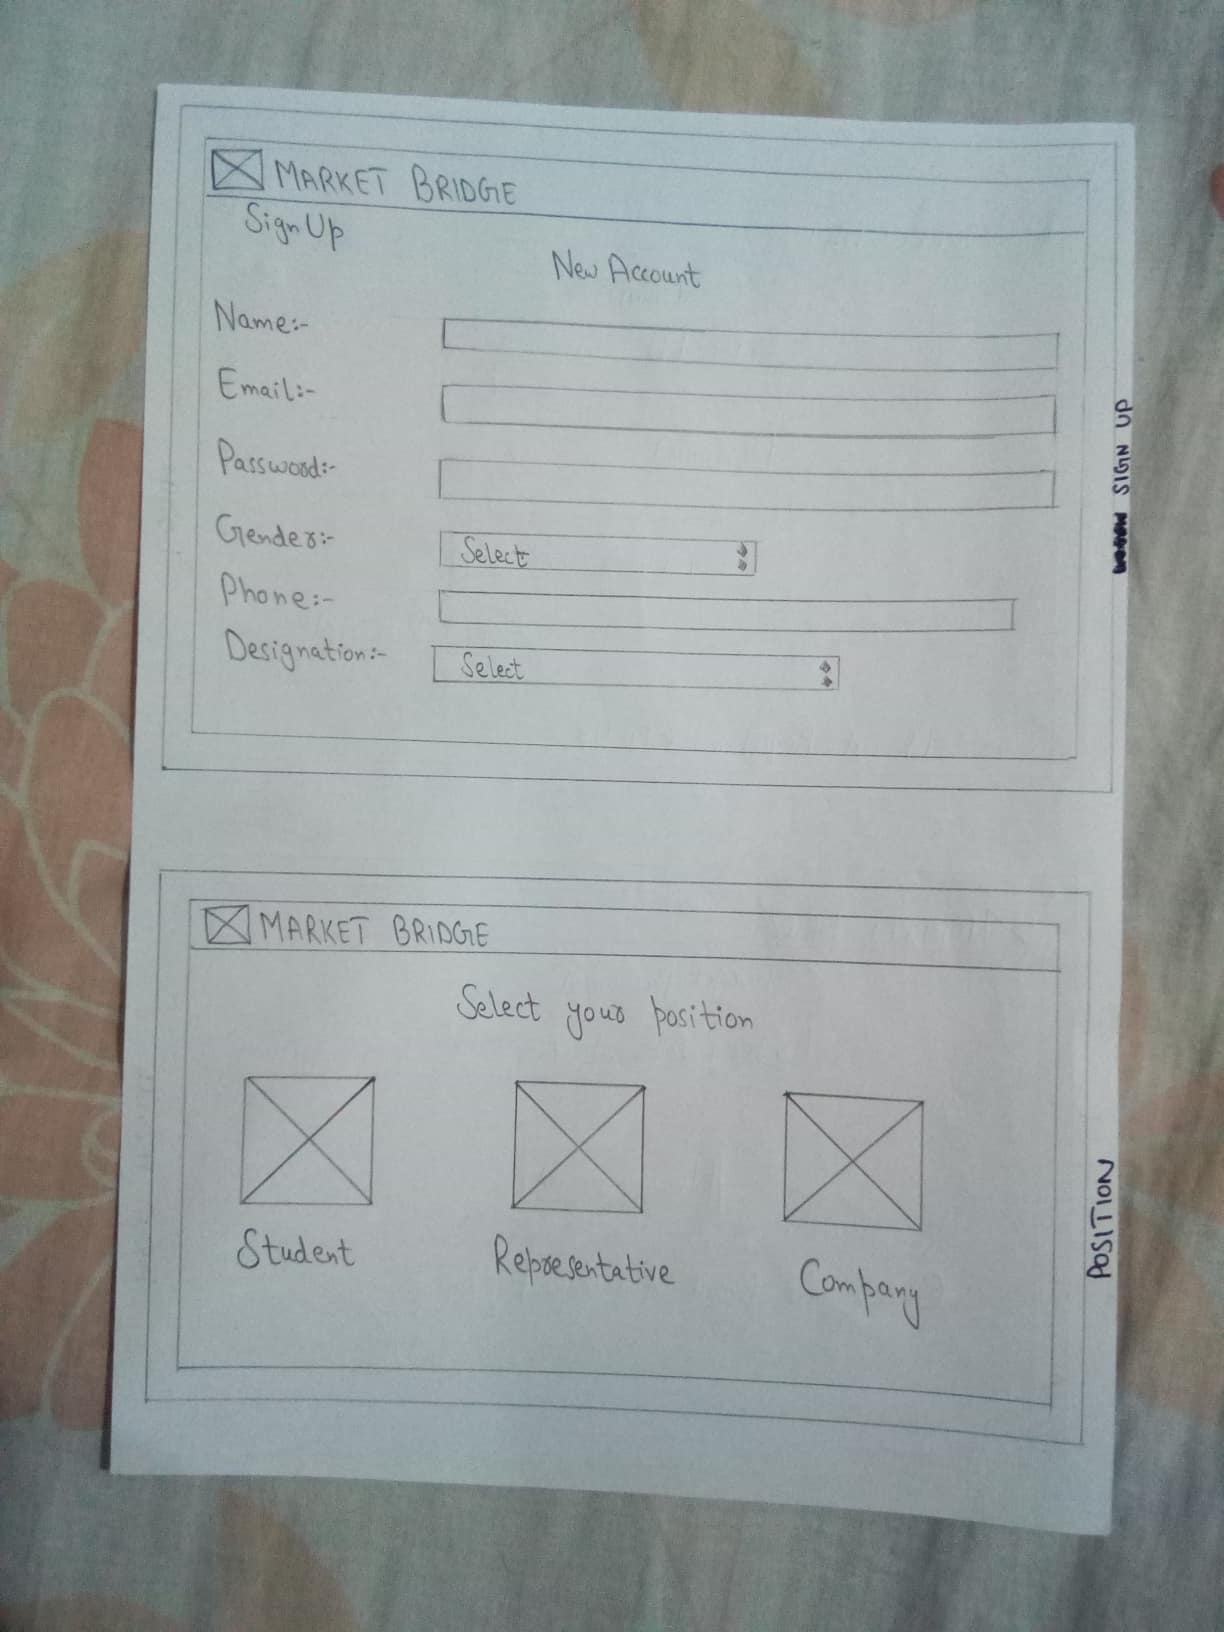 MARKET BRIDGE
Sign Up
New Account
Name:-
Email:-
Password:-
Gender:-
Select
Phone:-
Designation:-
Select
SIGN UP
MARKET BRIDGE
Select your position
Student
Representative
Company
POSITION